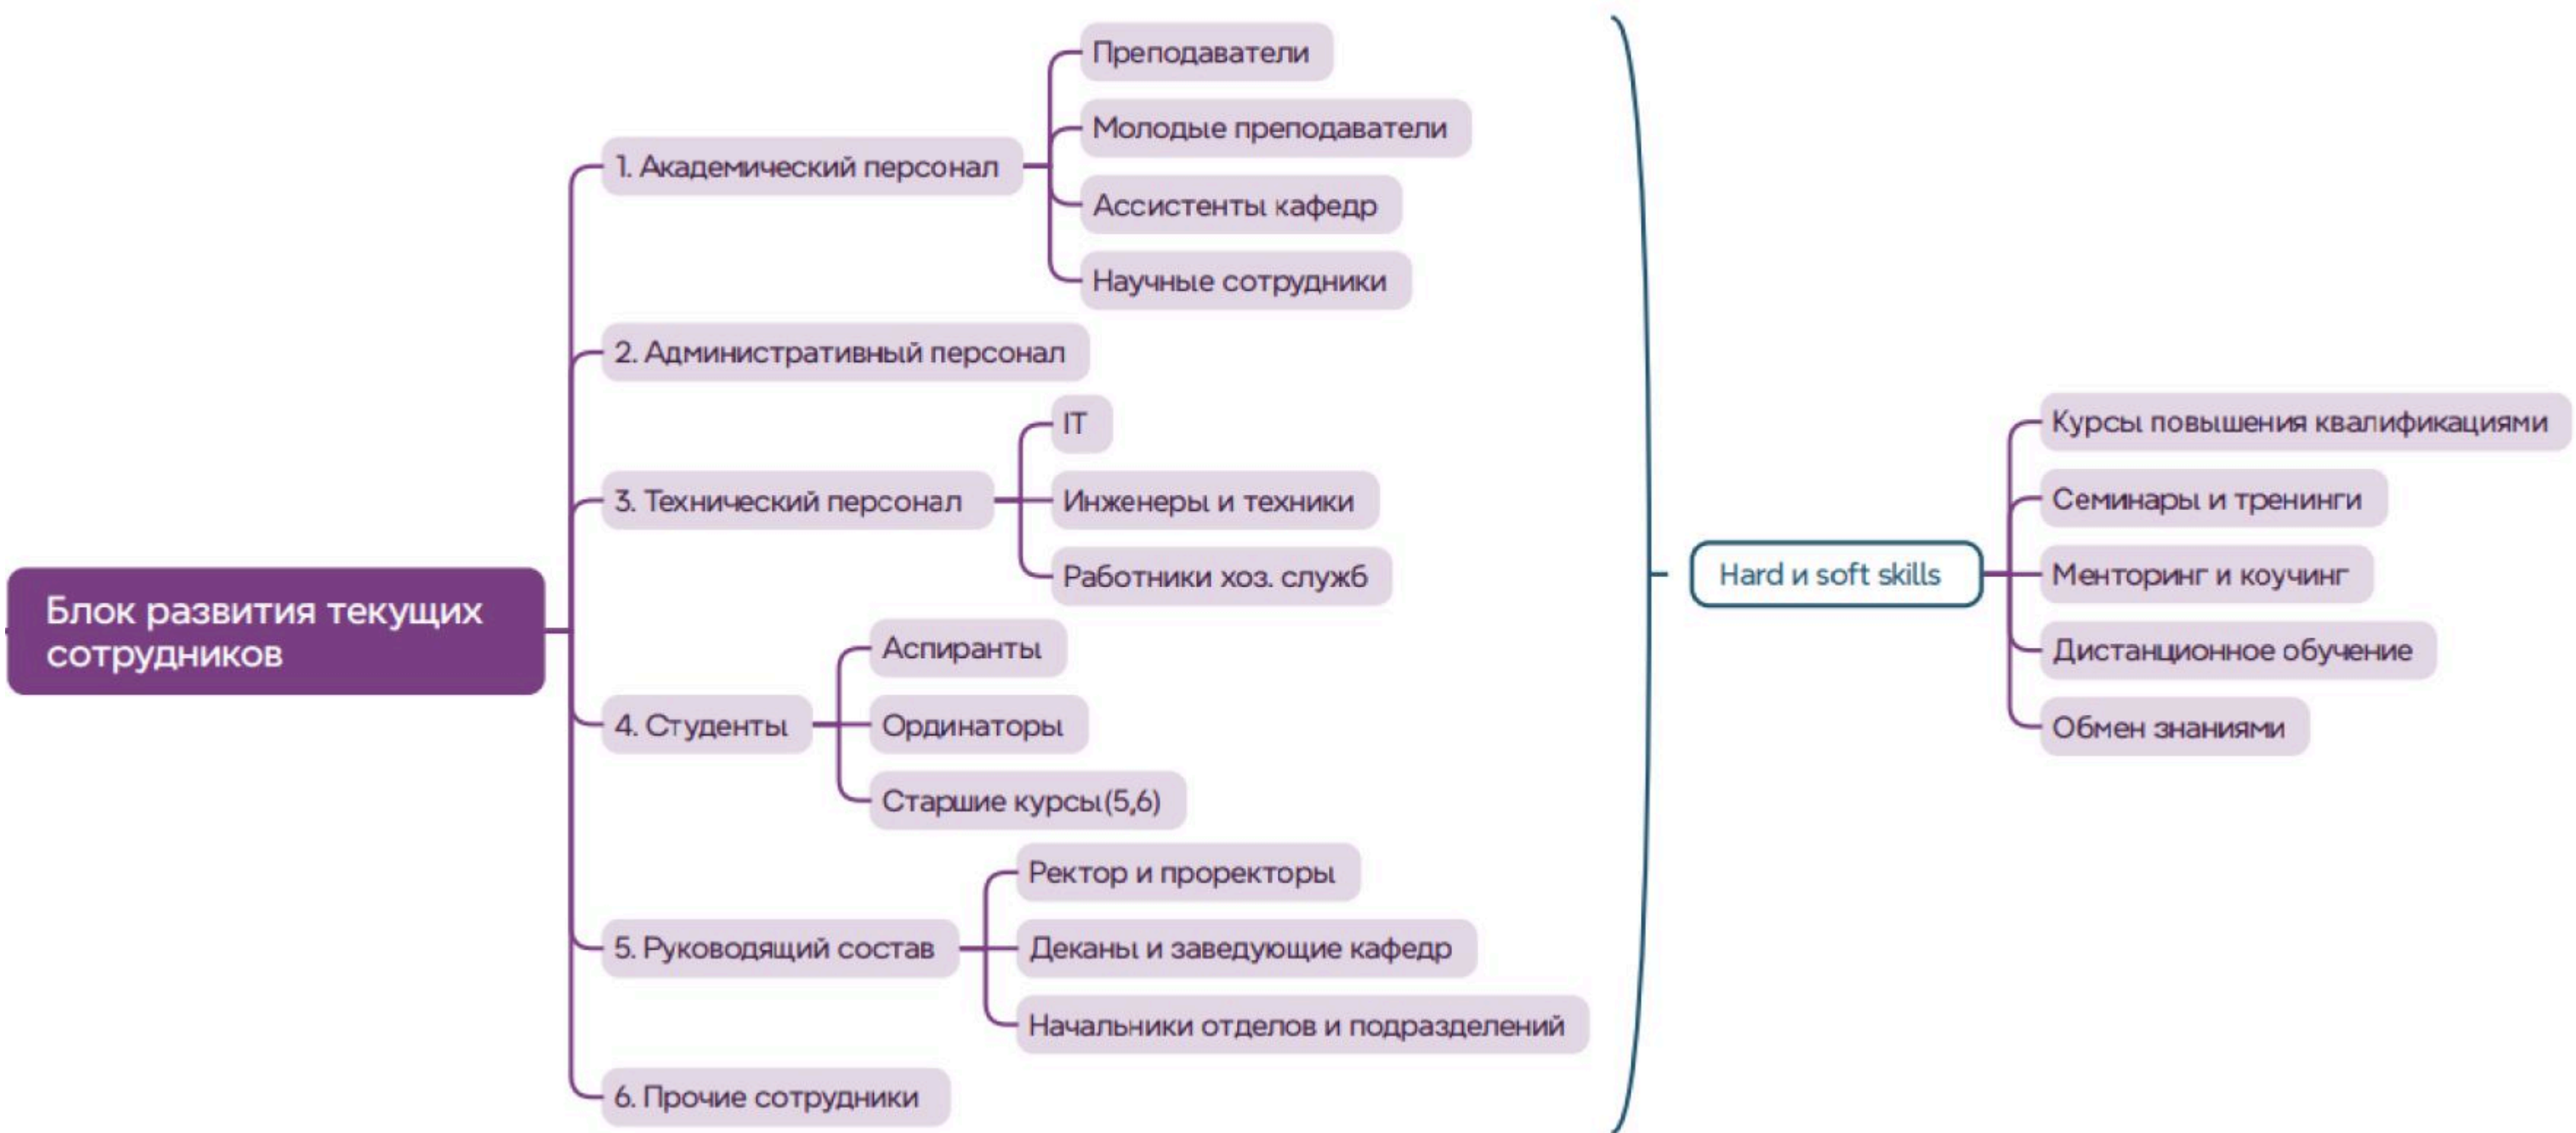 Блок развития текущих
сотрудников
1. Академический персонал
Преподаватели
Молодые преподаватели
Ассистенты кафедр
Научные сотрудники
2. Административный персонал
3. Технический персонал
IT
Инженеры и техники
Работники хоз. служб
4. Студенты
Аспиранты
Ординаторы
Старшие курсы(5,6)
5. Руководящий состав
Ректор и проректоры
Деканы и заведующие кафедр
Начальники отделов и подразделений
6. Прочие сотрудники
Hard и soft skills
Курсы повышения квалификациями
Семинары и тренинги
Менторинг и коучинг
Дистанционное обучение
Обмен знаниями